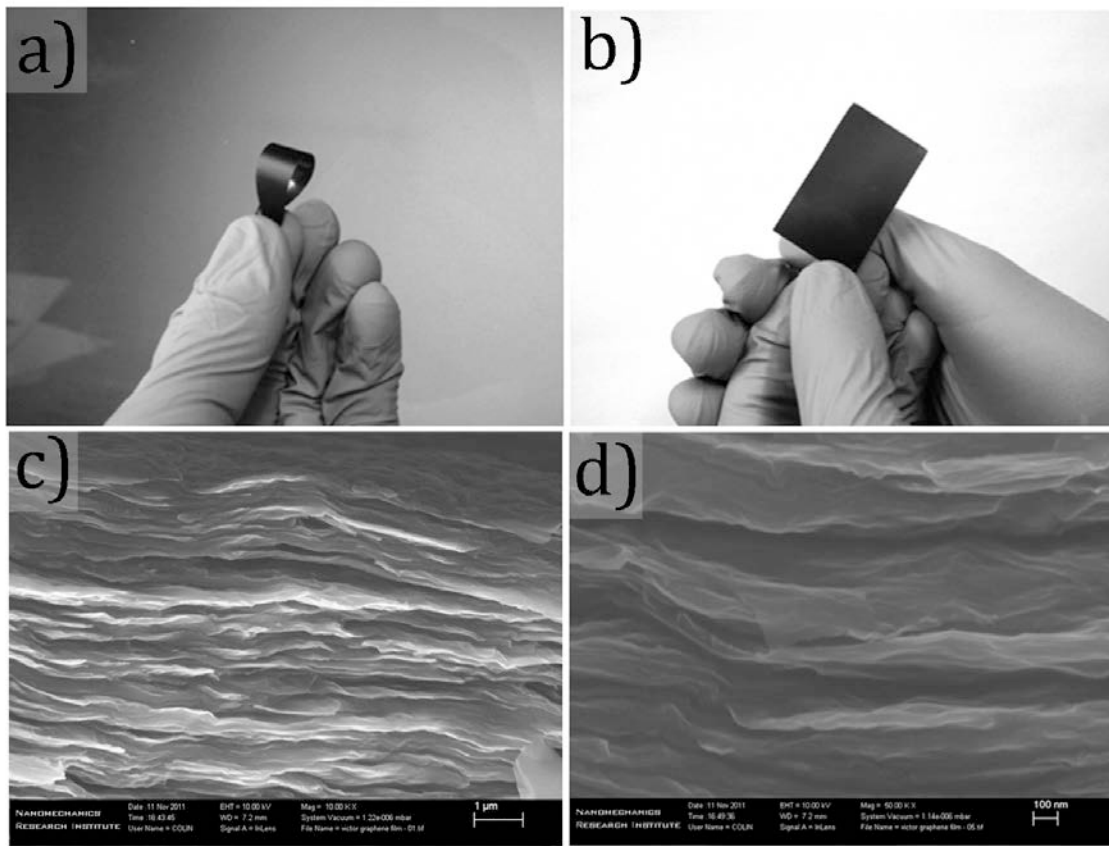 a)
b)
c)
d)
NANOMECHANICS
RESEARCH INSTITUTE
Date :11 Nov 2011
Time :16:43:45
User Name = COLIN
EHT = 10.00 kV
WD = 7.2 mm
Signal A = InLens
Mag = 10.00 K X
System Vacuum = 1.22e-006 mbar
File Name = victor graphene film - 01.tif
1 µm
NANOMECHANICS
RESEARCH INSTITUTE
Date :11 Nov 2011
Time :16:49:36
User Name = COLIN
EHT = 10.00 kV
WD = 7.2 mm
Signal A = InLens
Mag = 50.00 K X
System Vacuum = 1.14e-006 mbar
File Name = victor graphene film - 05.tif
100 nm